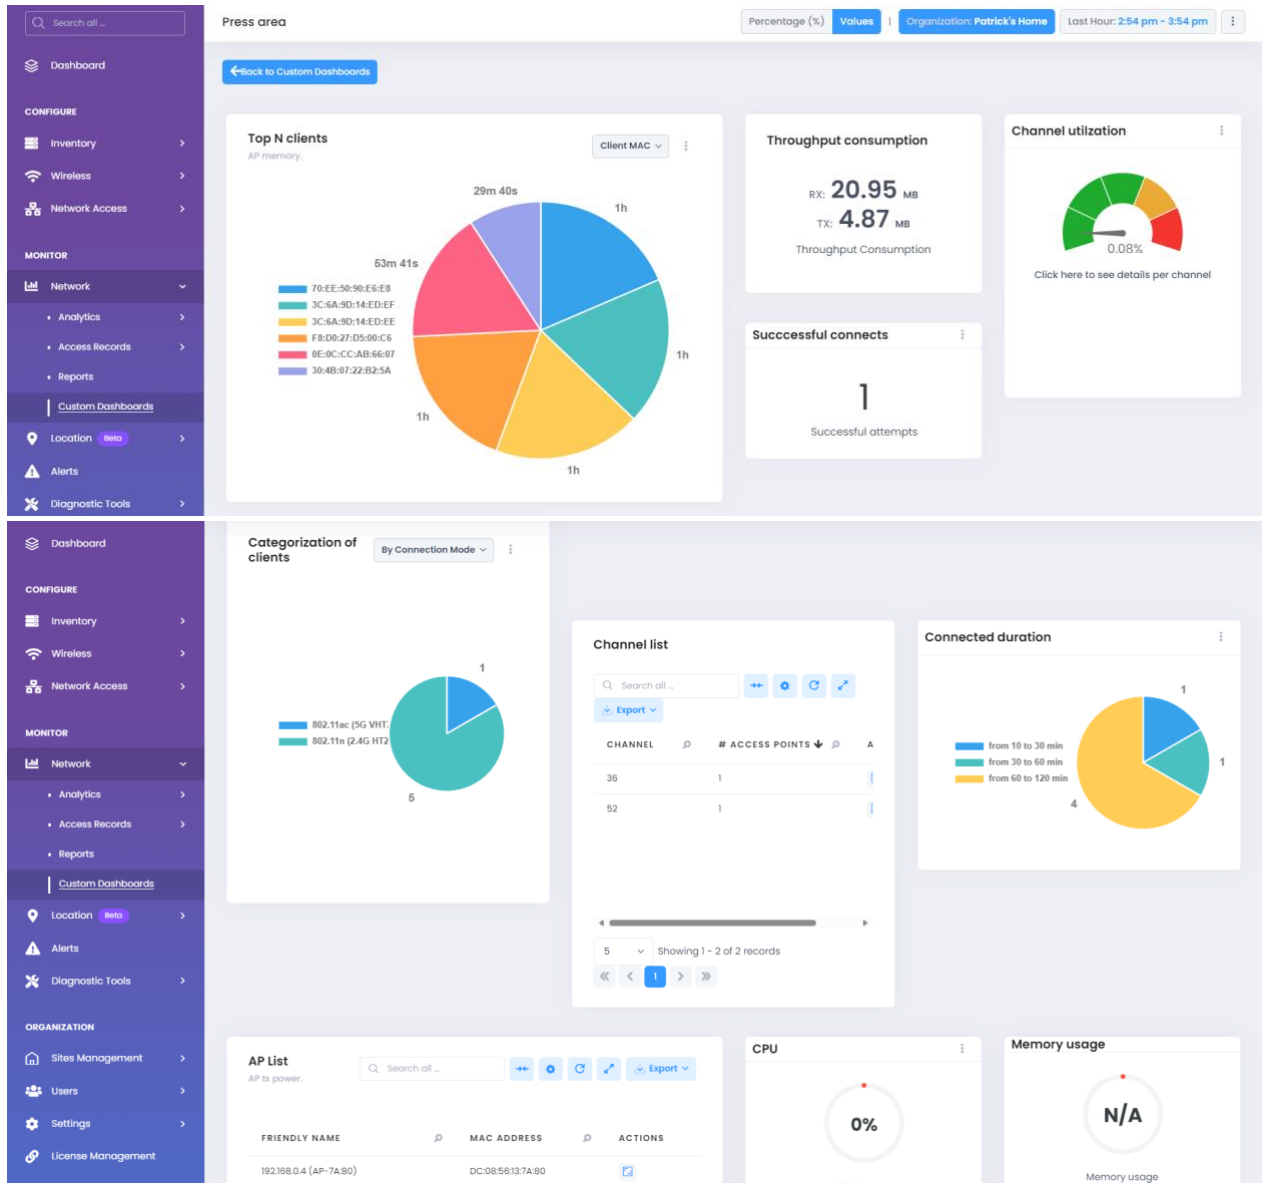 Search all ...
Press area
Percentage (%) Values | Organization: Patrick's Home Last Hour: 2:54 pm - 3:54 pm
Dashboard
Back to Custom Dashboards
CONFIGURE
Inventory
Wireless
Network Access
MONITOR
Network
Analytics
Access Records
Reports
Custom Dashboards
Location Beta
Alerts
Diagnostic Tools
Top N clients
AP memory.
Client MAC
29m 40s
1h
53m 41s
70:EE:50:90:E6:E8
3C:6A:9D:14:ED:EF
3C:6A:9D:14:ED:EE
F8:D0:27:D5:00:C6
0E:0C:CC:AB:66:07
30:4B:07:22:B2:5A
1h
1h
1h
Throughput consumption
RX: 20.95 MB
TX: 4.87 MB
Throughput Consumption
Channel utilzation
0.08%
Click here to see details per channel
Succcessful connects
1
Successful attempts
Dashboard
CONFIGURE
Inventory
Wireless
Network Access
MONITOR
Network
Analytics
Access Records
Reports
Custom Dashboards
Location Beta
Alerts
Diagnostic Tools
ORGANIZATION
Sites Management
Users
Settings
License Management
Categorization of
clients
By Connection Mode
1
802.11ac (5G VHT
802.11n (2.4G HT2
5
Channel list
Search all ...
Export
CHANNEL # ACCESS POINTS A
36 1
52 1
5 Showing 1 - 2 of 2 records
1
Connected duration
1
from 10 to 30 min
from 30 to 60 min
from 60 to 120 min
1
4
AP List
AP tx power.
Search all ...
Export
FRIENDLY NAME MAC ADDRESS ACTIONS
192.168.0.4 (AP-7A:80) DC:08:56:13:7A:80
CPU
0%
Memory usage
N/A
Memory usage